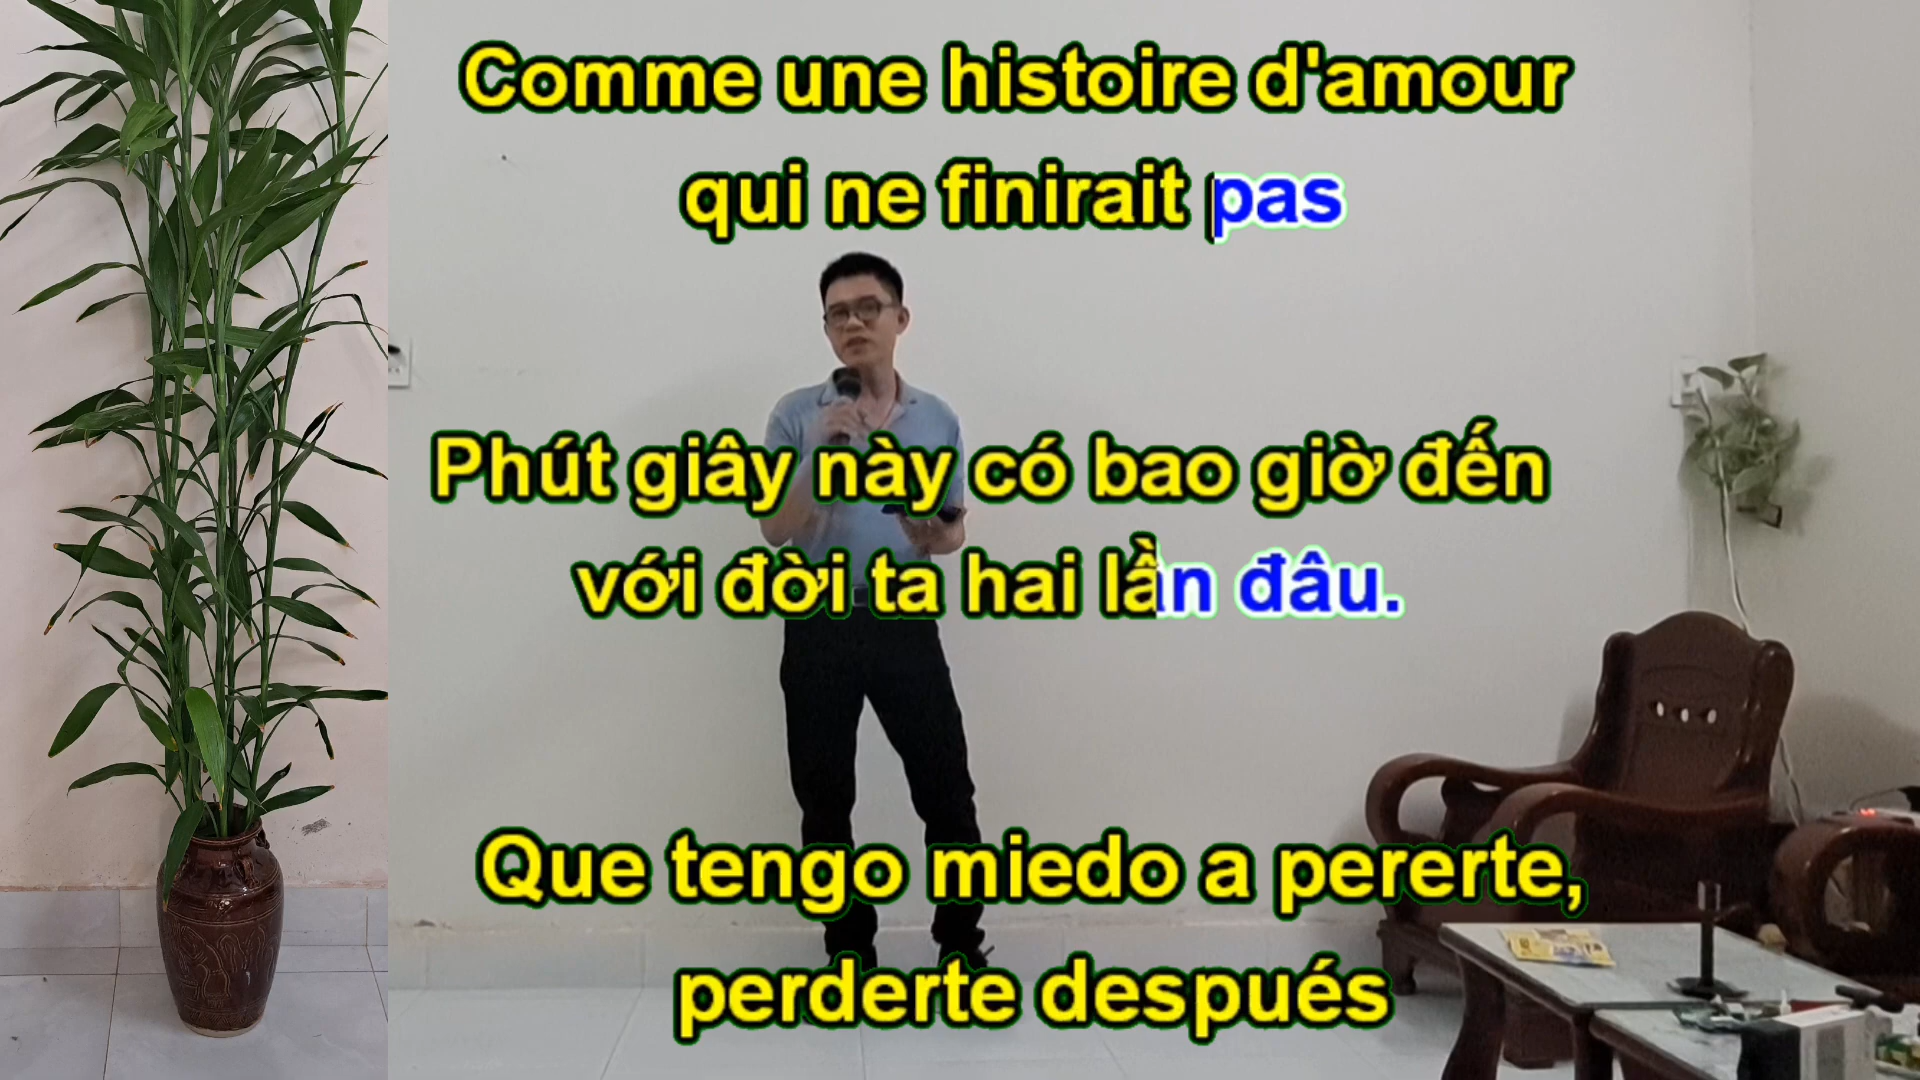 Comme une histoire d'amour
qui ne finirait pas
Phút giây này có bao giờ đến
với đời ta hai lần đâu.
Que tengo miedo a pererte,
perderte después